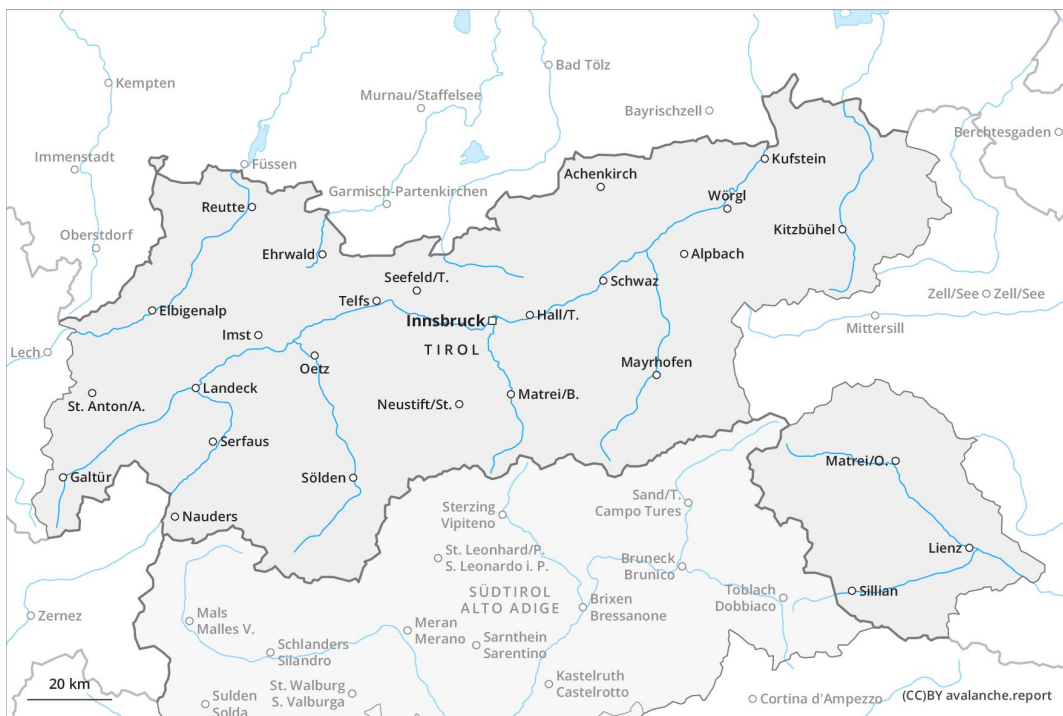 Kempten
Bad Tölz
Murnau/Staffelsee
Bayrischzell
Berchtesgaden
Immenstadt
Füssen
Kufstein
Achenkirch
Garmisch-Partenkirchen
Reutte
Wörgl
Oberstdorf
Kitzbühel
Ehrwald
Alpbach
Seefeld/T.
Schwaz
Zell/See
Zell/See
Telfs
Elbigenalp
Hall/T.
Innsbruck
Mittersill
Imst
TIROL
Lech
Oetz
Mayrhofen
Landeck
Matrei/B.
St. Anton/A.
Neustift/St.
Serfaus
Matrei/O.
Galtür
Sölden
Sand/T.
Campo Tures
Sterzing
Vipiteno
Nauders
Lienz
St. Leonhard/P.
S. Leonardo i. P.
Bruneck
Brunico
SÜDTIROL
ALTO ADIGE
Toblach
Dobbiaco
Sillian
Brixen
Bressanone
Zernez
Mals
Malles V.
Meran
Merano
Sarnthein
Sarentino
Schlanders
Silandro
20 km
St. Walburg
S. Valburga
Kastelruth
Castelrotto
Sulden
Solda
Cortina d'Ampezzo
(CC)BY avalanche.report